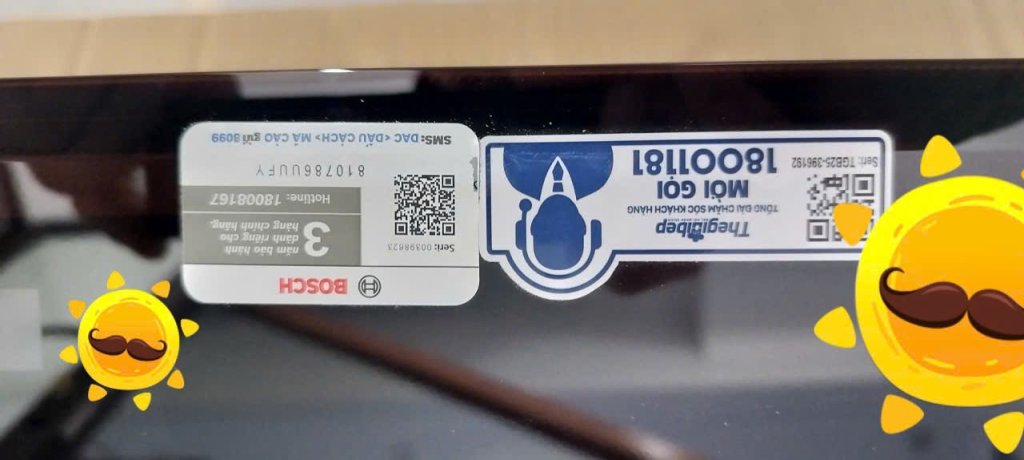 Thegioibep
TỔNG ĐÀI CHĂM SÓC KHÁCH HÀNG
MỜI GỌI
18001181
Seri: TGB25-396192
BOSCH
3 năm bảo hành
dành riêng cho
hàng chính hãng.
Hotline: 18008167
Seri: 00398623
810786UUFY
SMS: DAC <DẤU CÁCH> MÃ CÀO gửi 8099